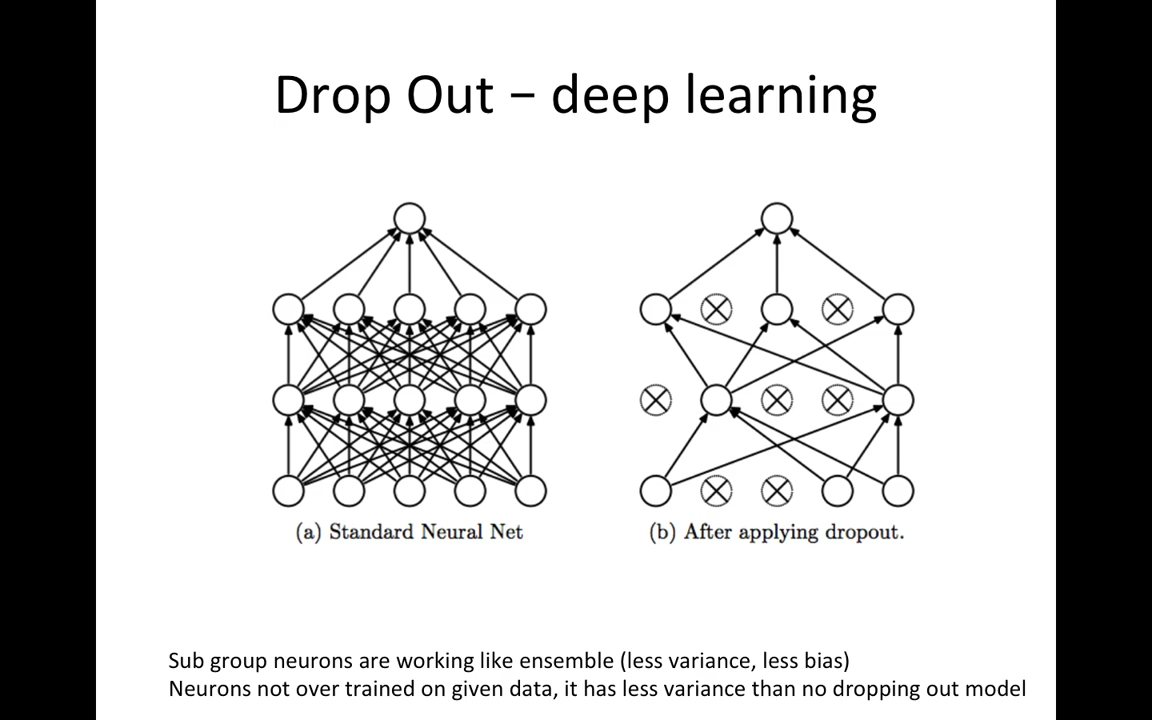 Drop Out – deep learning
(a) Standard Neural Net
(b) After applying dropout.
Sub group neurons are working like ensemble (less variance, less bias)
Neurons not over trained on given data, it has less variance than no dropping out model